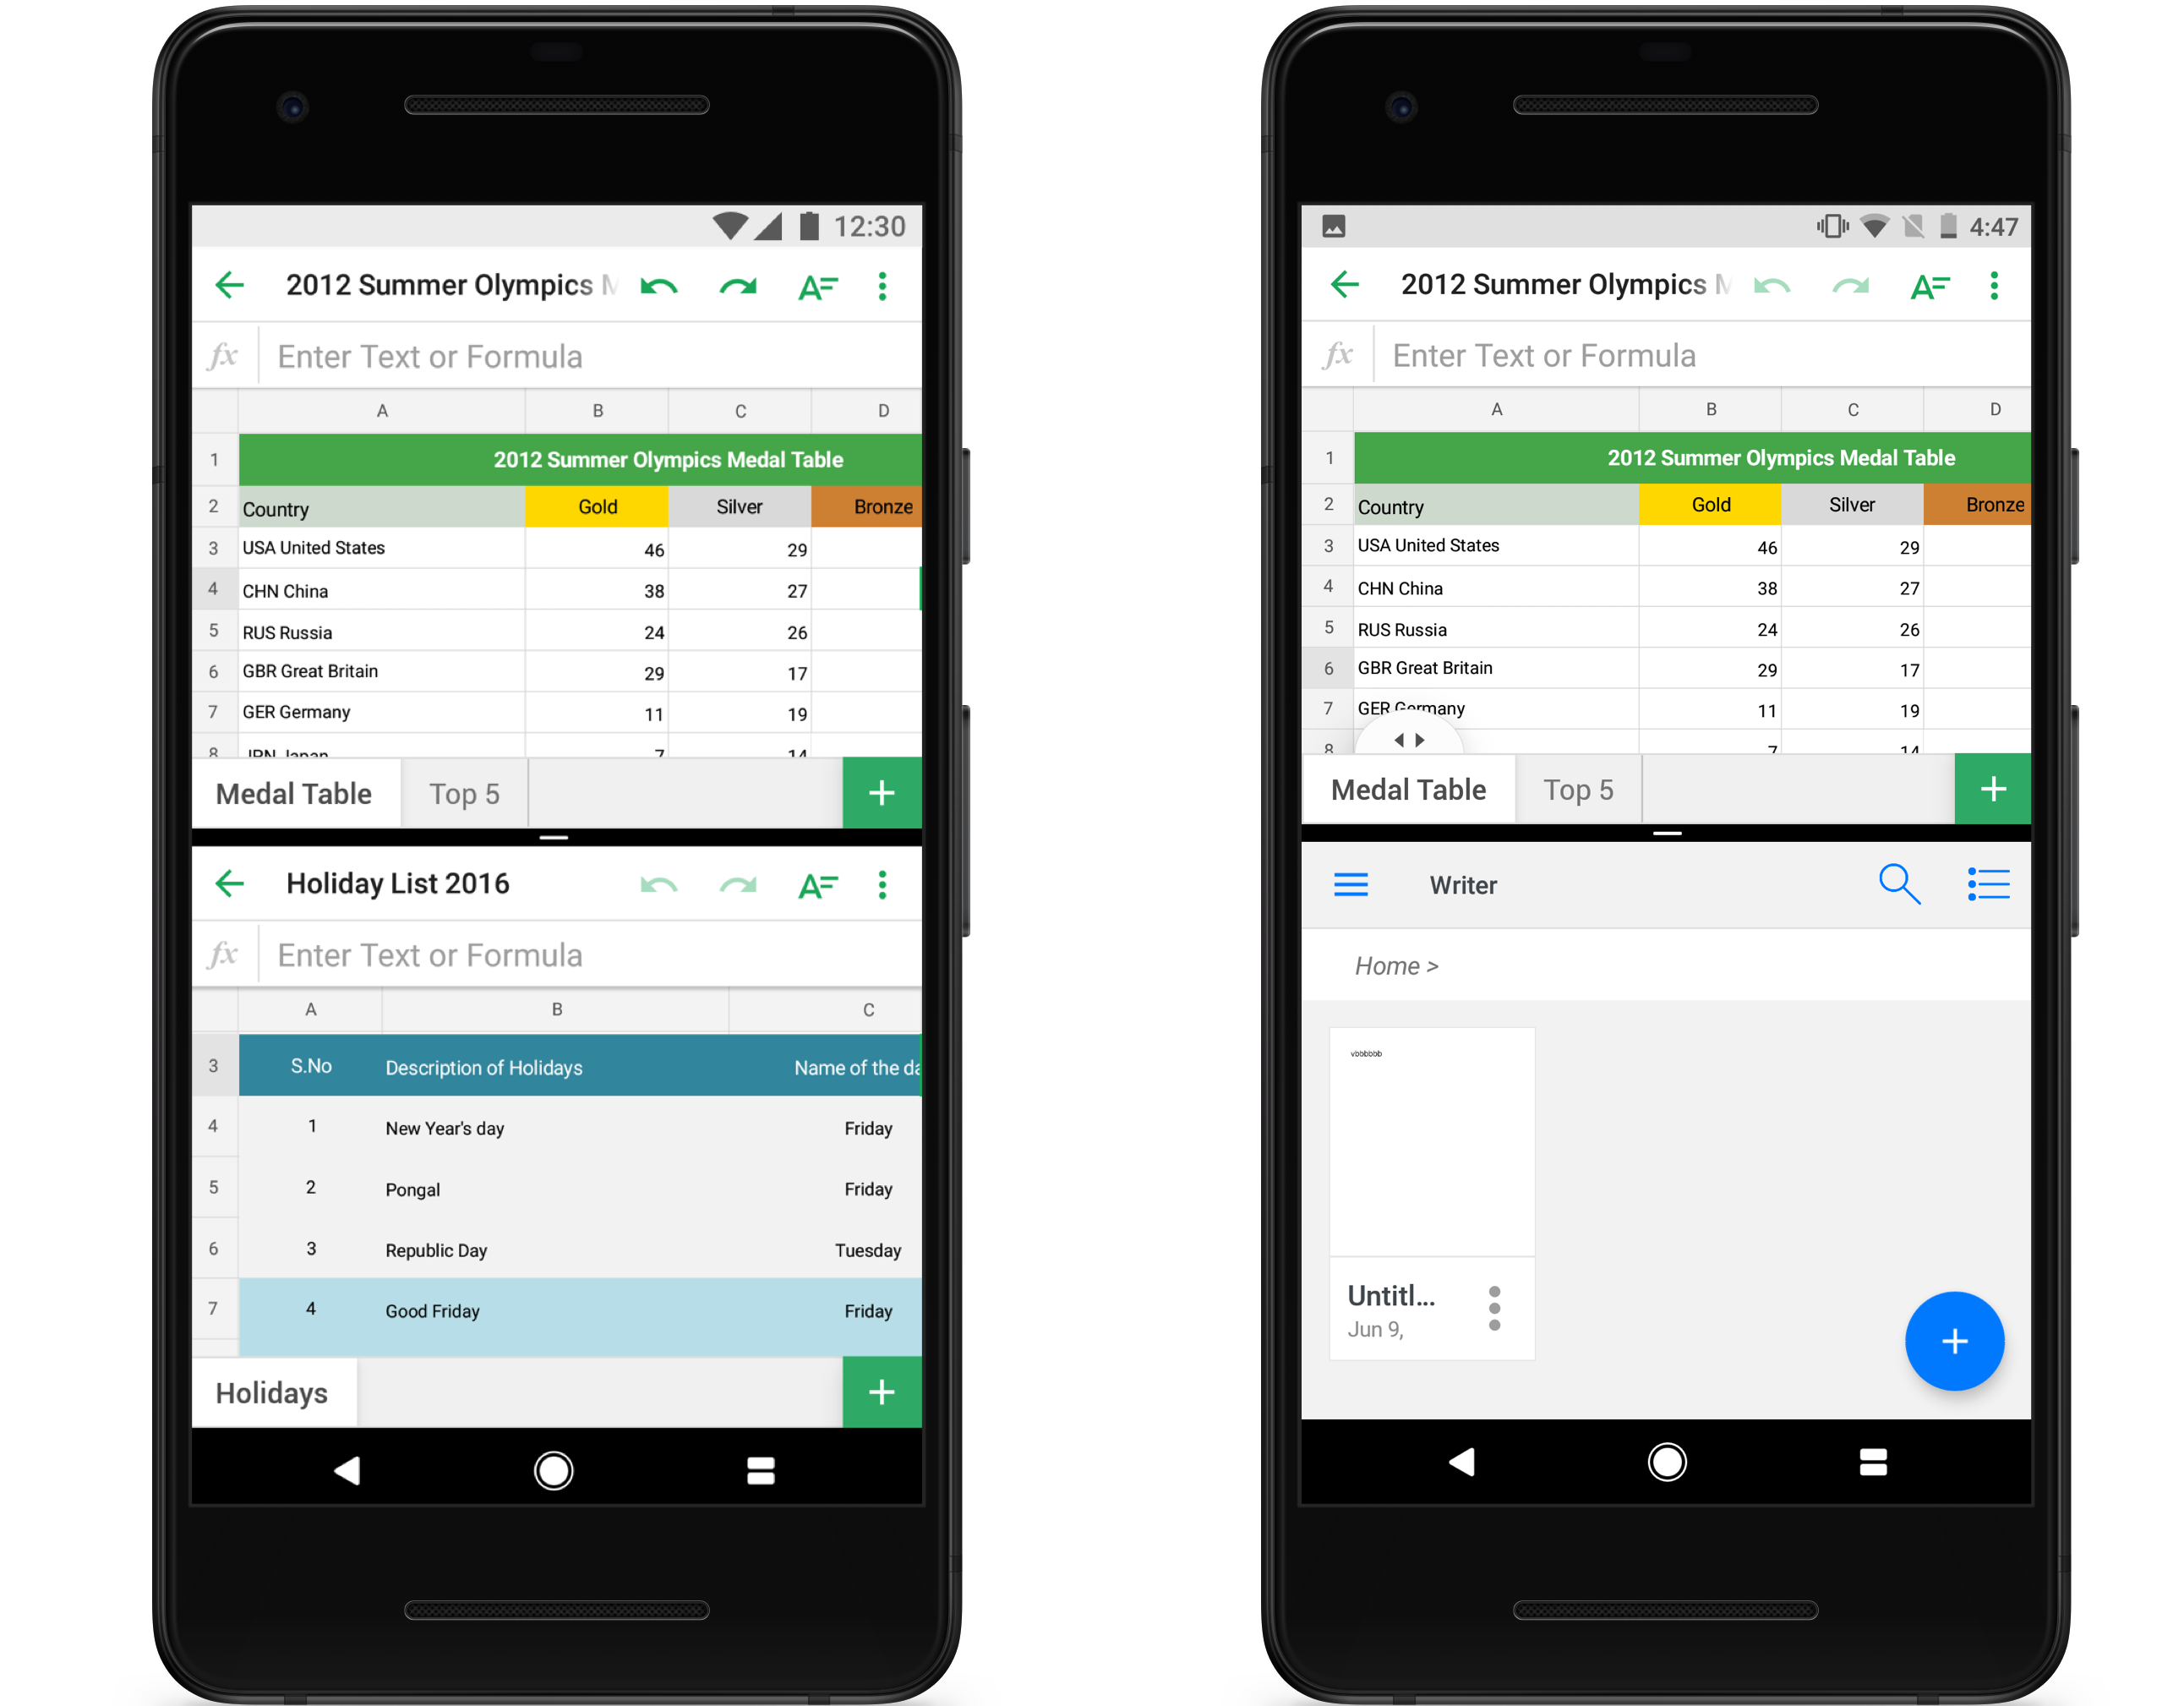 12:30
2012 Summer Olympics M
fx Enter Text or Formula
A B C D
1 2012 Summer Olympics Medal Table
2 Country Gold Silver Bronze
3 USA United States 46 29
4 CHN China 38 27
5 RUS Russia 24 26
6 GBR Great Britain 29 17
7 GER Germany 11 19
8 JPN Japan 7 14
Medal Table Top 5 +
Holiday List 2016
fx Enter Text or Formula
A B C
3 S.No Description of Holidays Name of the da
4 1 New Year's day Friday
5 2 Pongal Friday
6 3 Republic Day Tuesday
7 4 Good Friday Friday
Holidays +
4:47
2012 Summer Olympics M
fx Enter Text or Formula
A B C D
1 2012 Summer Olympics Medal Table
2 Country Gold Silver Bronze
3 USA United States 46 29
4 CHN China 38 27
5 RUS Russia 24 26
6 GBR Great Britain 29 17
7 GER Germany 11 19
8 7 14
Medal Table Top 5 +
Writer
Home >
vbbbbbb
Untitl...
Jun 9,
+